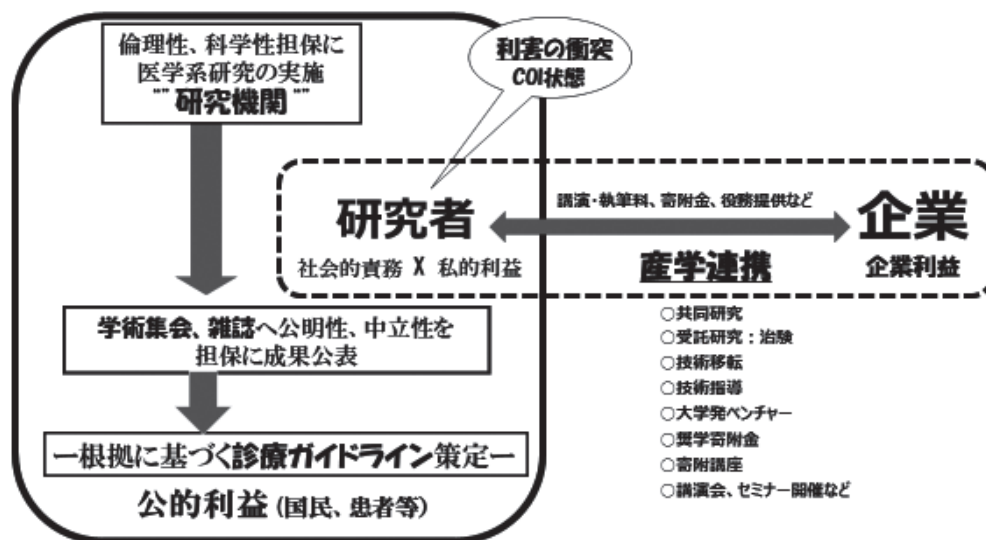 倫理性、科学性担保に
医学系研究の実施
"" 研究機関 ""
利害の衝突
COI状態
研究者
社会的責務 X 私的利益
講演・執筆料、寄附金、役務提供など
産学連携
企業
企業利益
学術集会、雑誌へ公明性、中立性を
担保に成果公表
ー根拠に基づく診療ガイドライン策定ー
公的利益 (国民、患者等)
○共同研究
○受託研究：治験
○技術移転
○技術指導
○大学発ベンチャー
○奨学寄附金
○寄附講座
○講演会、セミナー開催など